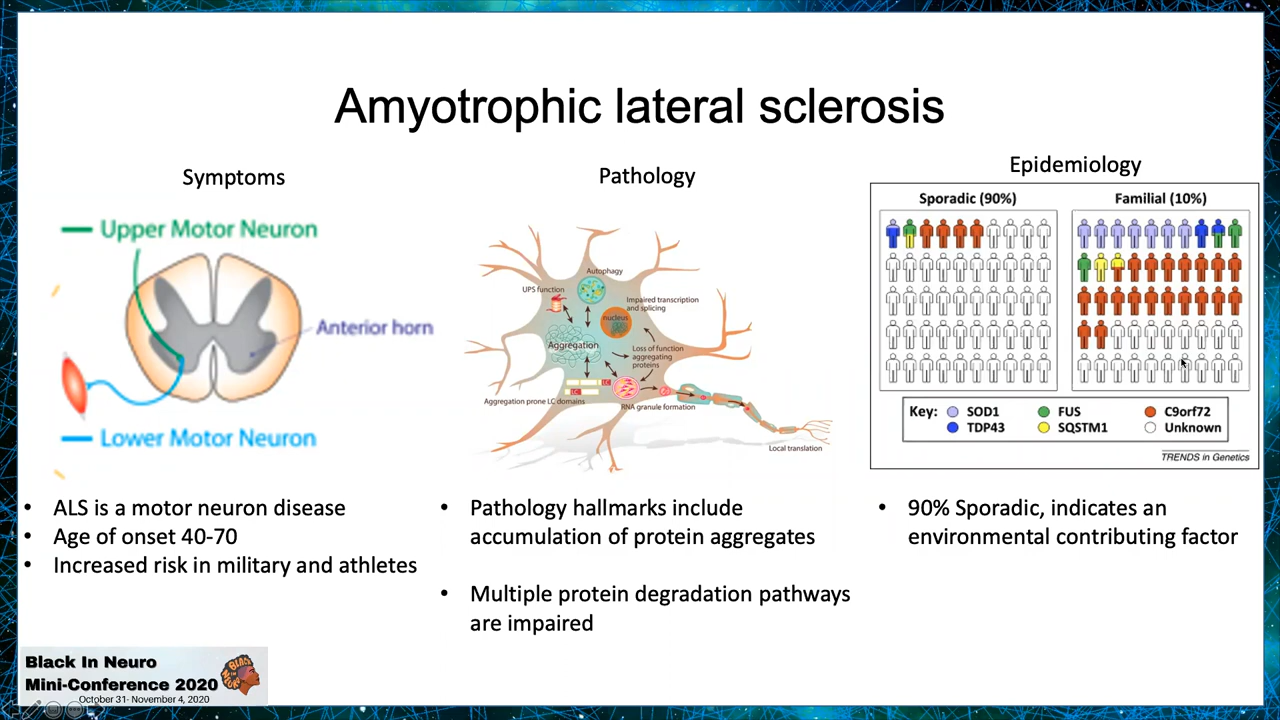 Amyotrophic lateral sclerosis
Symptoms
Upper Motor Neuron
Anterior horn
Lower Motor Neuron
• ALS is a motor neuron disease
• Age of onset 40-70
• Increased risk in military and athletes
Pathology
Autophagy
UPS function
Impaired transcription
and splicing
nucleus
Aggregation
Loss of function
aggregating
proteins
LC
LC
Aggregation prone LC domains
RNA granule formation
Local translation
• Pathology hallmarks include
accumulation of protein aggregates
• Multiple protein degradation pathways
are impaired
Epidemiology
Sporadic (90%)
Familial (10%)
Key:
SOD1
FUS
C9orf72
TDP43
SQSTM1
Unknown
TRENDS in Genetics
• 90% Sporadic, indicates an
environmental contributing factor
Black In Neuro
Mini-Conference 2020
October 31- November 4, 2020